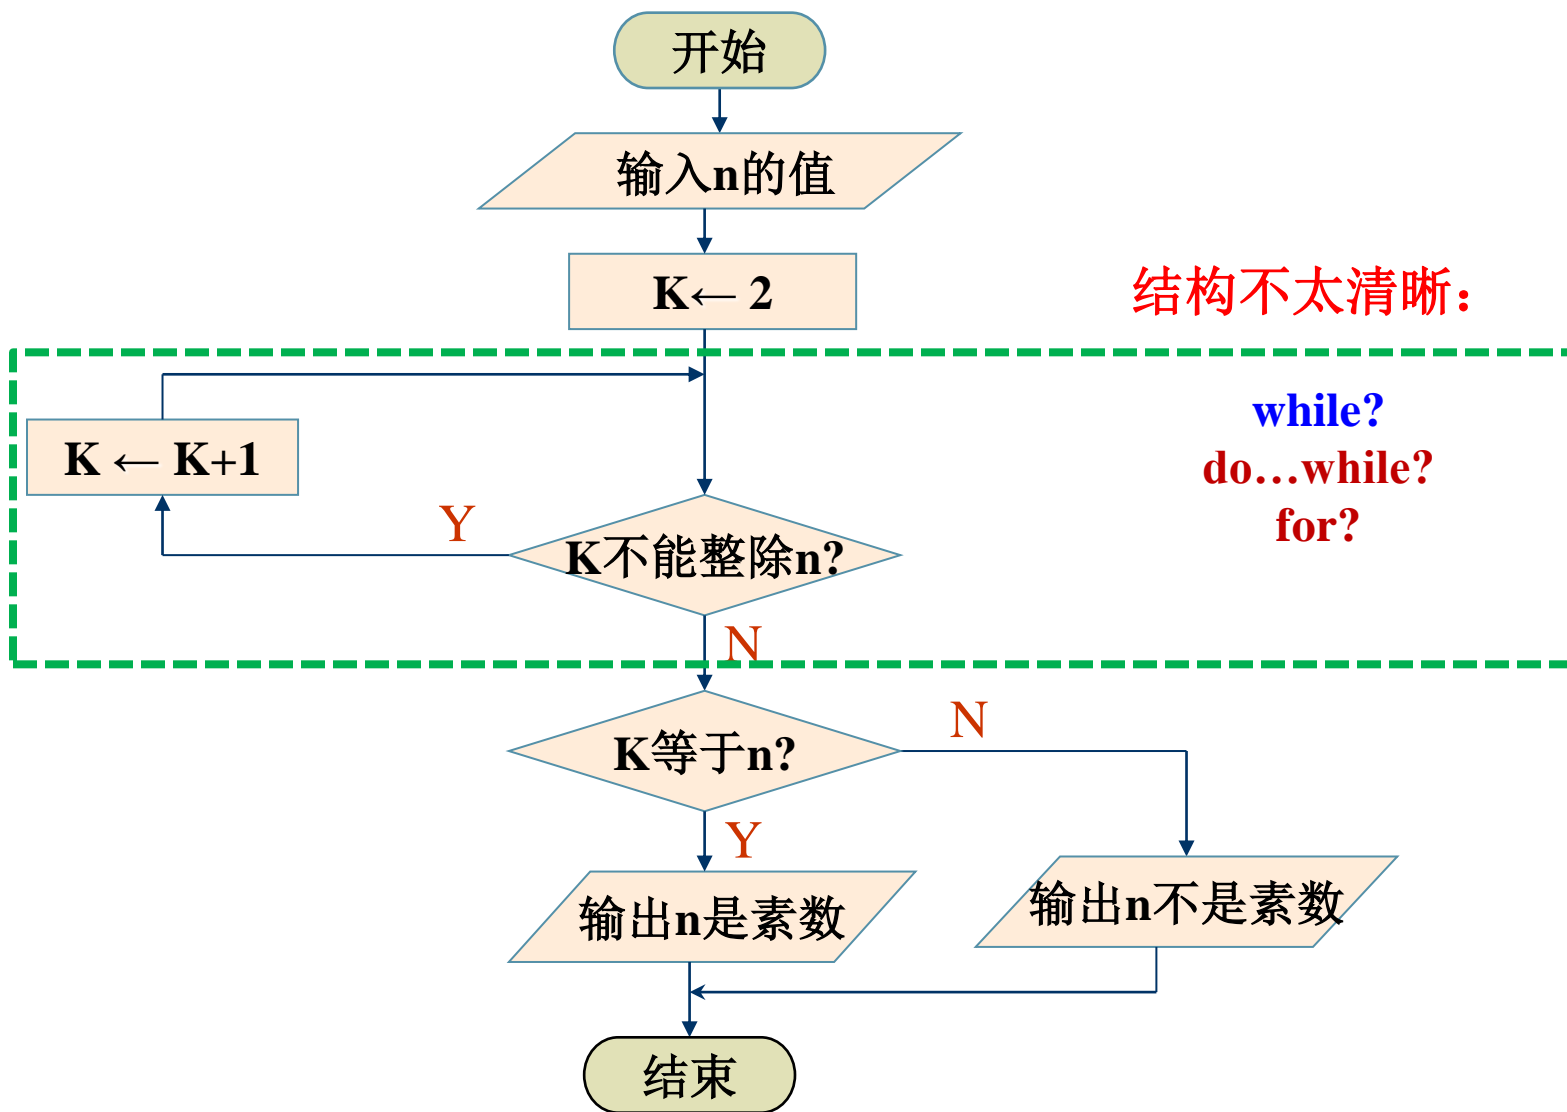 开始
输入n的值
K← 2
结构不太清晰：
while?
K ← K+1
do…while?
for?
Y
K不能整除n?
N
K等于n?
N
Y
输出n是素数
输出n不是素数
结束